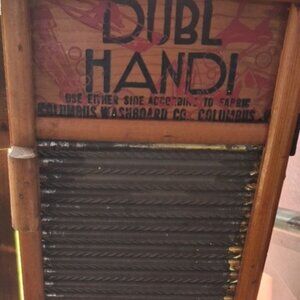 DUBL
HANDI
USE EITHER SIDE ACCORDING TO FABRIC
COLUMBUS WASHBOARD CO. COLUMBUS,